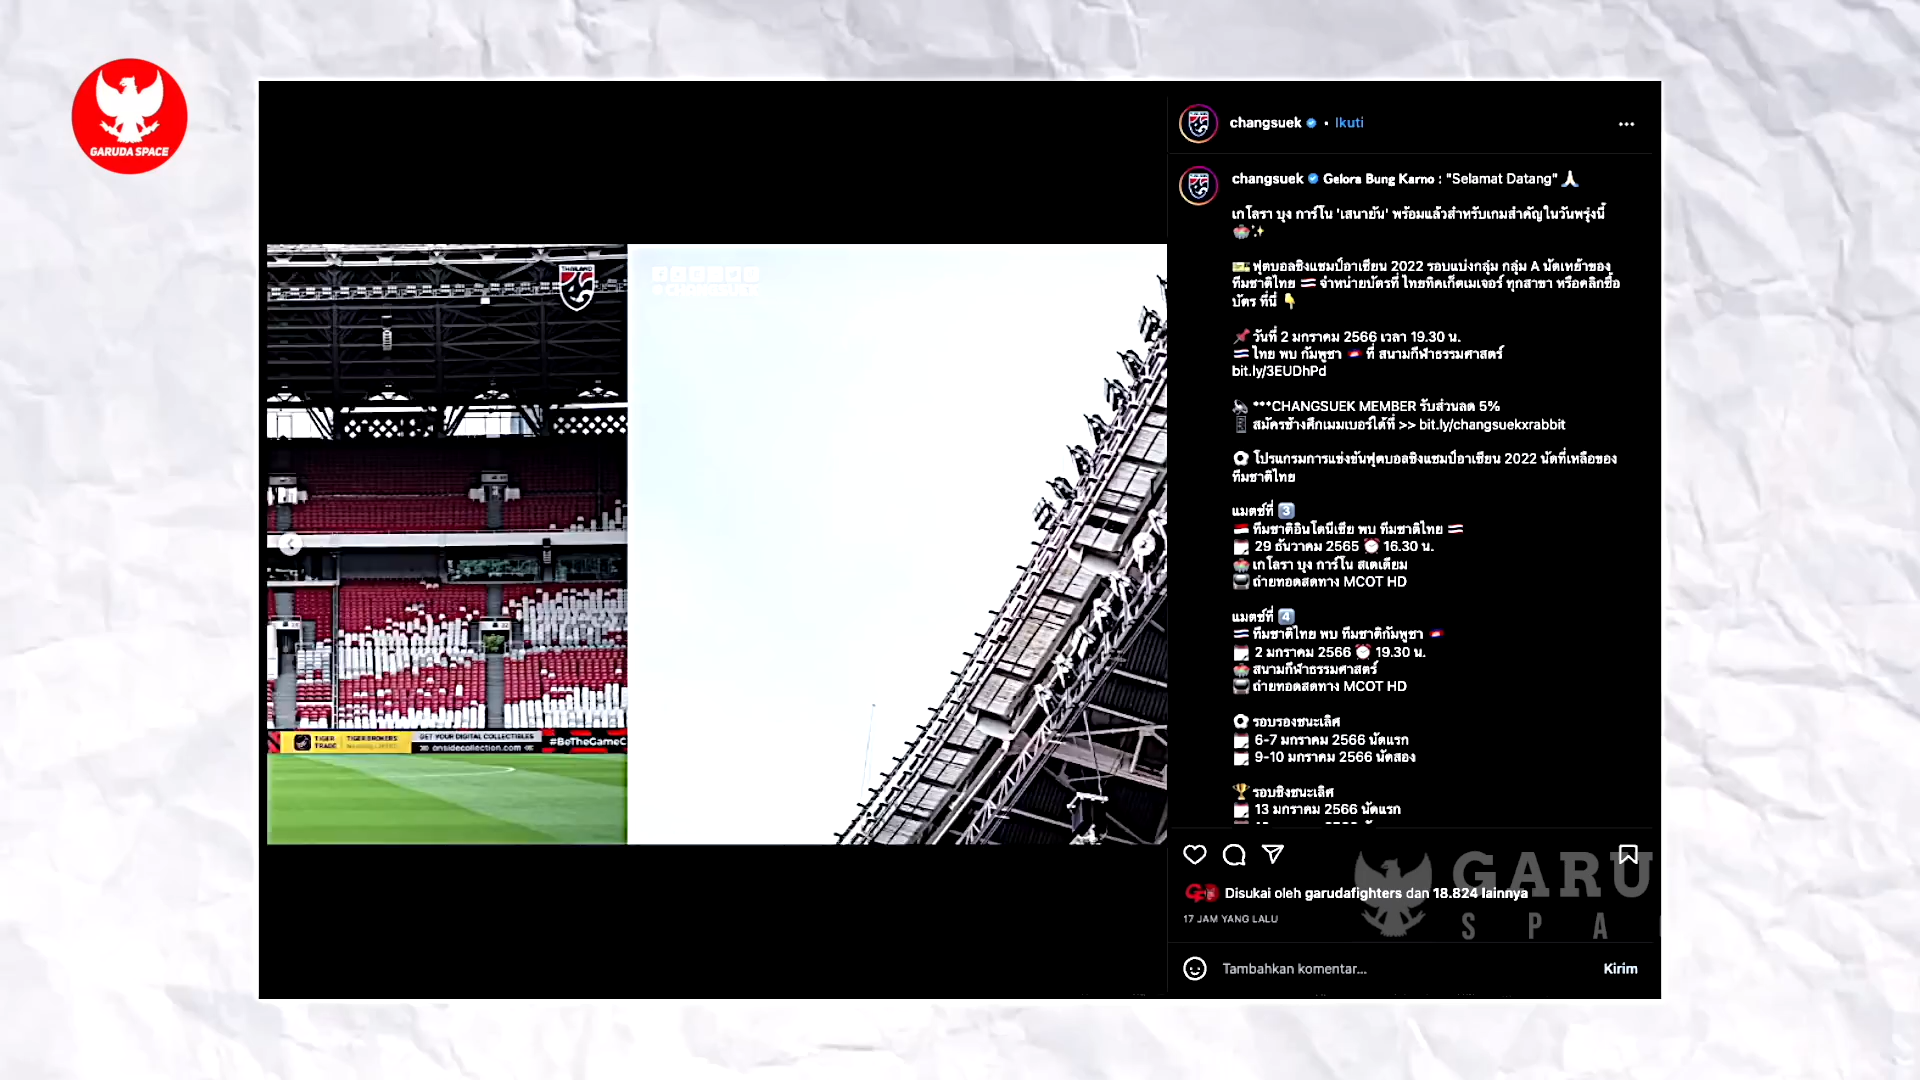 GARUDA SPACE
THAILAND
@CHANGSUEK
TIGER TRADE
TIGER BROKERS
GET YOUR DIGITAL COLLECTIBLES
onsidecollection.com
#BeTheGameC
changsuek • Ikuti
changsuek Gelora Bung Karno : "Selamat Datang" 🙏
เกโลรา บุง การ์โน 'เสนายัน' พร้อมแล้วสำหรับเกมสำคัญในวันพรุ่งนี้
🏟️✨
🎫 ฟุตบอลชิงแชมป์อาเซียน 2022 รอบแบ่งกลุ่ม กลุ่ม A นัดเหย้าของ
ทีมชาติไทย 🇹🇭 จำหน่ายบัตรที่ ไทยทิคเก็ตเมเจอร์ ทุกสาขา หรือคลิกซื้อ
บัตร ที่นี่ 👇
📌 วันที่ 2 มกราคม 2566 เวลา 19.30 น.
🇹🇭 ไทย พบ กัมพูชา 🇰🇭 ที่ สนามกีฬาธรรมศาสตร์
bit.ly/3EUDhPd
***CHANGSUEK MEMBER รับส่วนลด 5%
สมัครช้างศึกเมมเบอร์ได้ที่ >> bit.ly/changsuekxrabbit
⚽ โปรแกรมการแข่งขันฟุตบอลชิงแชมป์อาเซียน 2022 นัดที่เหลือของ
ทีมชาติไทย
แมตช์ที่ 3️⃣
🇮🇩 ทีมชาติอินโดนีเซีย พบ ทีมชาติไทย 🇹🇭
🗓️ 29 ธันวาคม 2565 ⏰ 16.30 น.
🏟️ เกโลรา บุง การ์โน สเตเดียม
📺 ถ่ายทอดสดทาง MCOT HD
แมตช์ที่ 4️⃣
🇹🇭 ทีมชาติไทย พบ ทีมชาติกัมพูชา 🇰🇭
🗓️ 2 มกราคม 2566 ⏰ 19.30 น.
🏟️ สนามกีฬาธรรมศาสตร์
📺 ถ่ายทอดสดทาง MCOT HD
⚽ รอบรองชนะเลิศ
🗓️ 6-7 มกราคม 2566 นัดแรก
🗓️ 9-10 มกราคม 2566 นัดสอง
🏆 รอบชิงชนะเลิศ
🗓️ 13 มกราคม 2566 นัดแรก
Disukai oleh garudafighters dan 18.824 lainnya
17 JAM YANG LALU
GARU
S P A
Tambahkan komentar...
Kirim